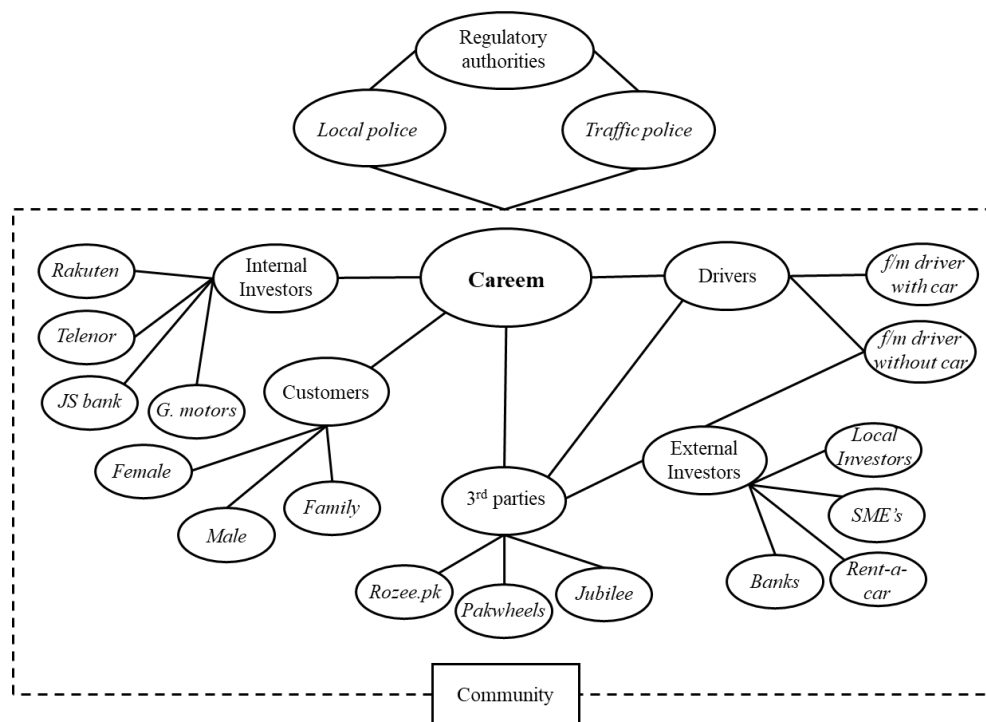 Regulatory
authorities
Local police
Traffic police
Rakuten
Internal
Investors
Careem
Drivers
f/m driver
with car
Telenor
f/m driver
without car
JS bank
G. motors
Customers
Female
Male
Family
3rd parties
External
Investors
Local
Investors
SME's
Rent-a-
car
Banks
Rozee.pk
Pakwheels
Jubilee
Community